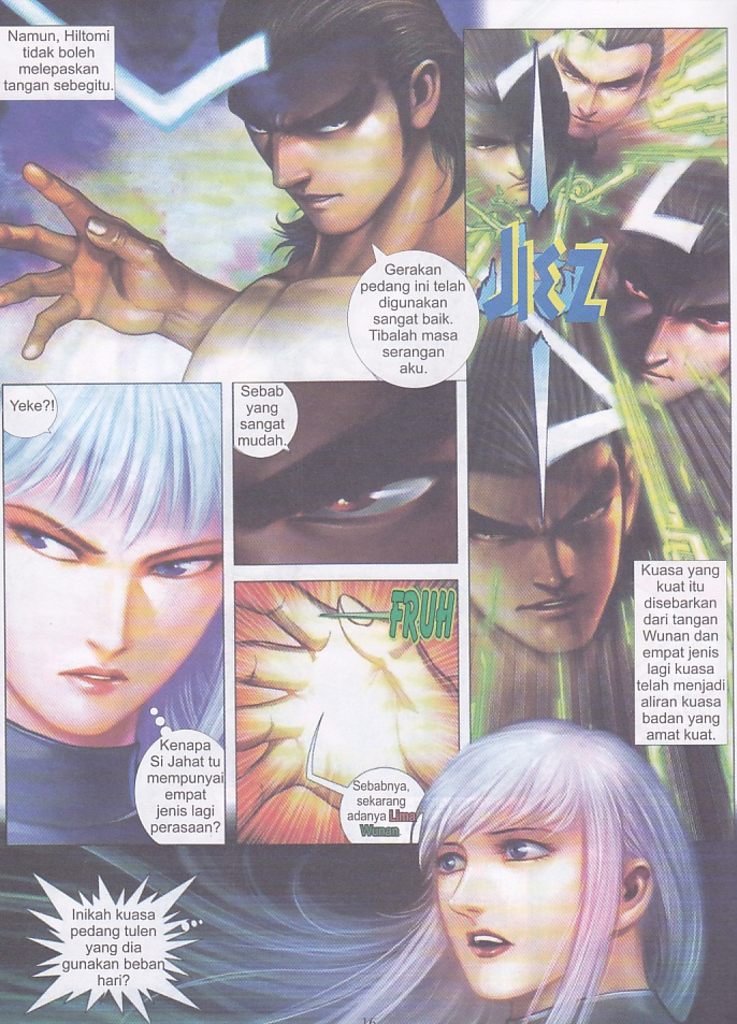 Namun, Hiltomi
tidak boleh
melepaskan
tangan sebegitu.
Gerakan
pedang ini telah
digunakan
sangat baik.
Tibalah masa
serangan
aku.
JIEZ
Yeke?!
Sebab
yang
sangat
mudah.
FRUH
Kuasa yang
kuat itu
disebarkan
dari tangan
Wunan dan
empat jenis
lagi kuasa
telah menjadi
aliran kuasa
badan yang
amat kuat.
Kenapa
Si Jahat tu
mempunyai
empat
jenis lagi
perasaan?
Sebabnya,
sekarang
adanya Lima
Wunan.
Inikah kuasa
pedang tulen
yang dia
gunakan beban
hari?
16